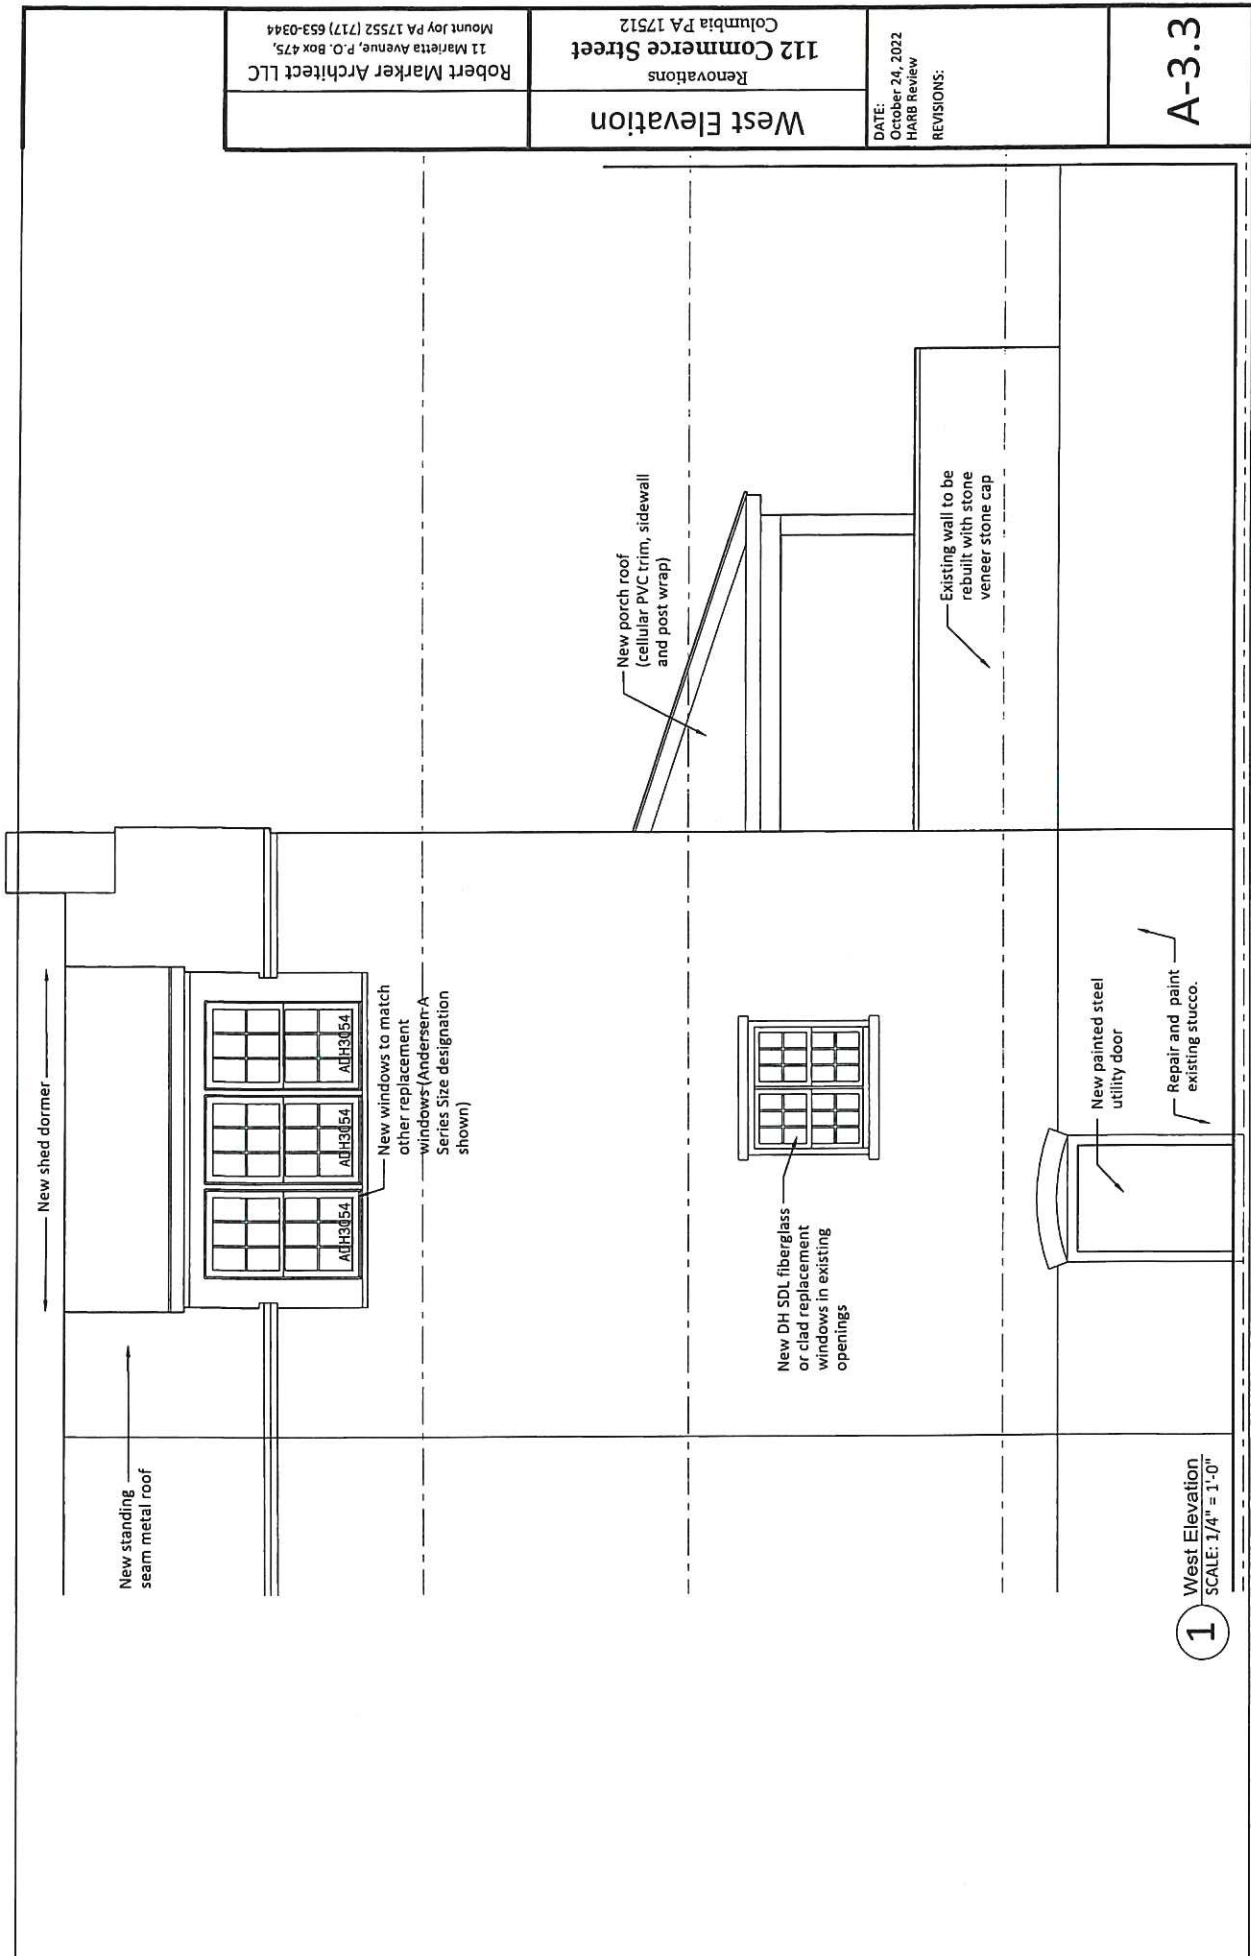 New shed dormer
New standing
seam metal roof
ADH3054
ADH3054
ADH3054
New windows to match
other replacement
windows (Andersen A
Series Size designation
shown)
New porch roof
(cellular PVC trim, sidewall
and post wrap)
New DH SDL fiberglass
or clad replacement
windows in existing
openings
Existing wall to be
rebuilt with stone
veneer stone cap
New painted steel
utility door
Repair and paint
existing stucco.
1
West Elevation
SCALE: 1/4" = 1'-0"
Robert Marker Architect LLC
11 Marietta Avenue, P.O. Box 475,
Mount Joy PA 17552 (717) 653-0344
Renovations
112 Commerce Street
Columbia PA 17512
West Elevation
DATE:
October 24, 2022
HARB Review
REVISIONS:
A-3.3